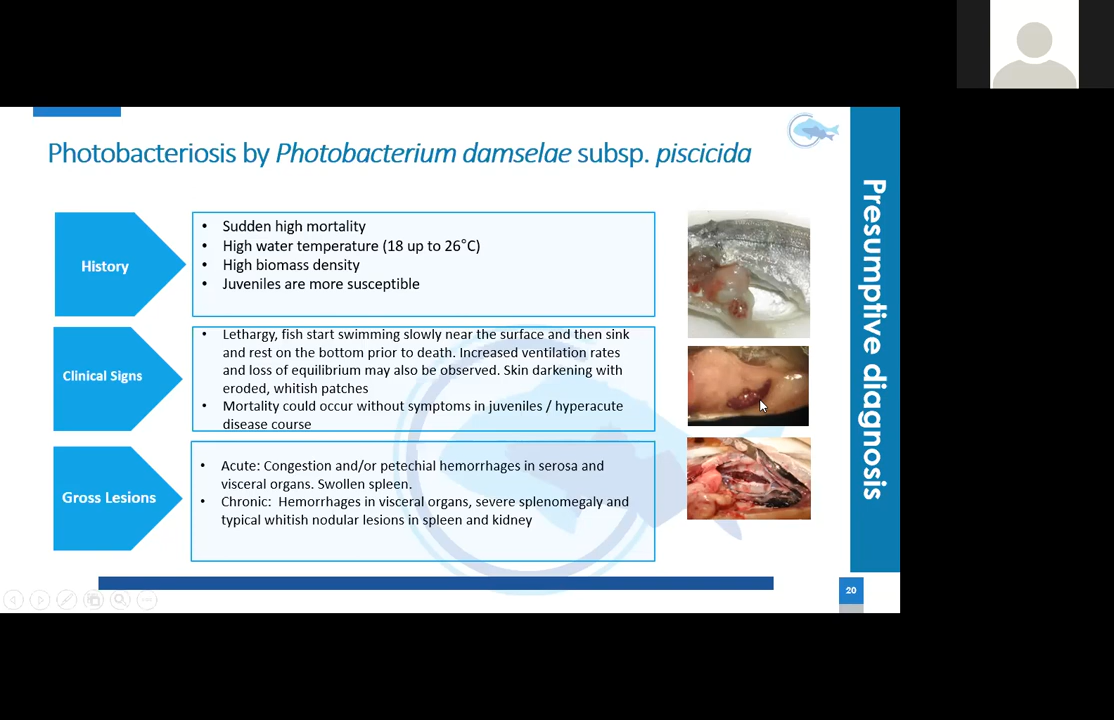 Photobacteriosis by Photobacterium damselae subsp. piscicida
History
• Sudden high mortality
• High water temperature (18 up to 26°C)
• High biomass density
• Juveniles are more susceptible
Clinical Signs
• Lethargy, fish start swimming slowly near the surface and then sink
and rest on the bottom prior to death. Increased ventilation rates
and loss of equilibrium may also be observed. Skin darkening with
eroded, whitish patches
• Mortality could occur without symptoms in juveniles / hyperacute
disease course
Gross Lesions
• Acute: Congestion and/or petechial hemorrhages in serosa and
visceral organs. Swollen spleen.
• Chronic:  Hemorrhages in visceral organs, severe splenomegaly and
typical whitish nodular lesions in spleen and kidney
Presumptive diagnosis
20